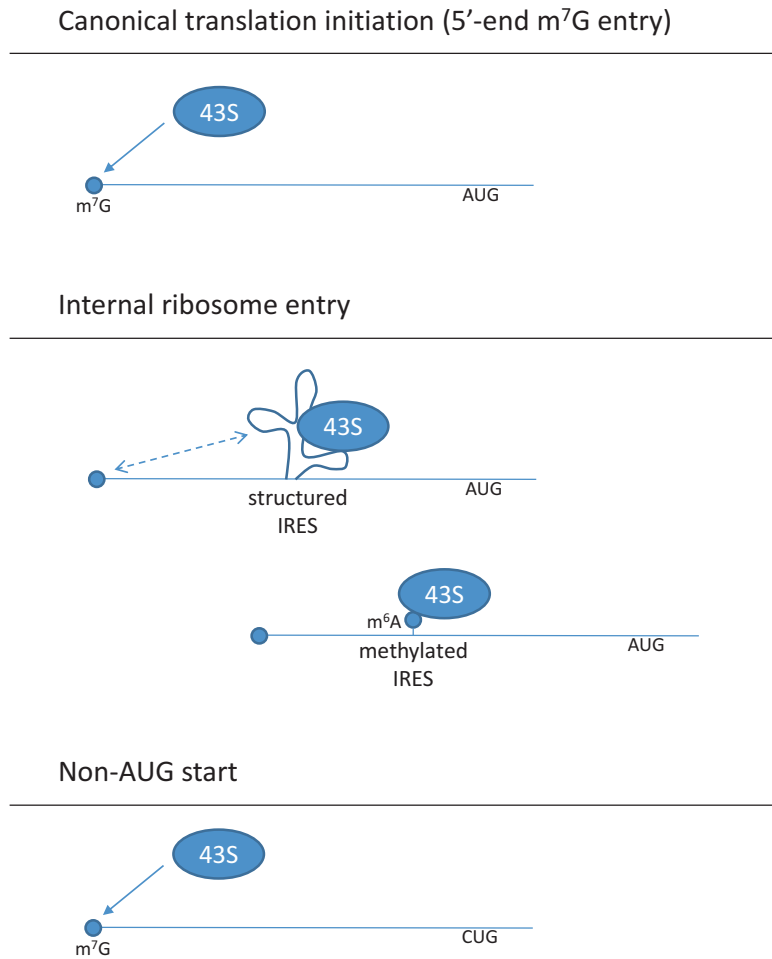 Canonical translation initiation (5’-end m⁷G entry)
43S
AUG
m⁷G
Internal ribosome entry
43S
AUG
structured
IRES
43S
m⁶A
AUG
methylated
IRES
Non-AUG start
43S
CUG
m⁷G